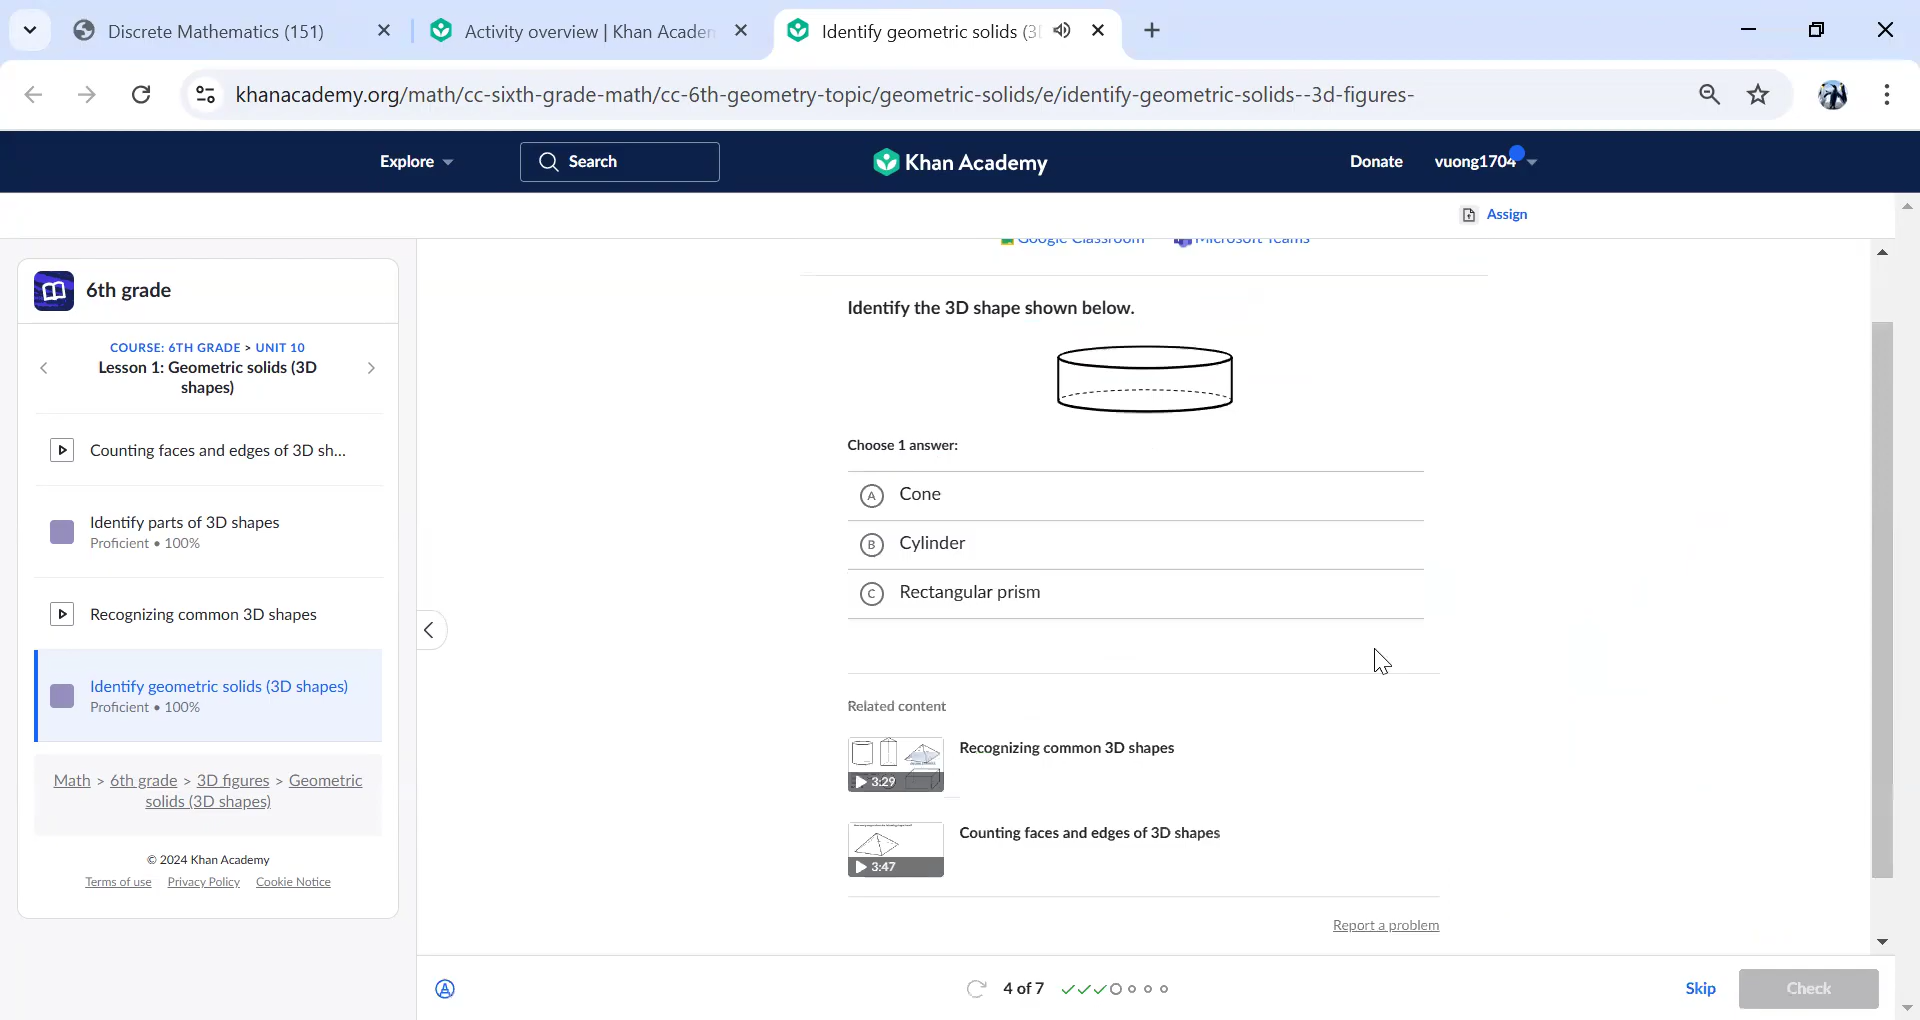 Discrete Mathematics (151)
Activity overview | Khan Acader
Identify geometric solids (3
khanacademy.org/math/cc-sixth-grade-math/cc-6th-geometry-topic/geometric-solids/e/identify-geometric-solids--3d-figures-
Explore
Search
Khan Academy
Donate
vuong1704
Assign
Google Classroom
Microsoft Teams
6th grade
COURSE: 6TH GRADE > UNIT 10
Lesson 1: Geometric solids (3D
shapes)
Counting faces and edges of 3D sh...
Identify parts of 3D shapes
Proficient • 100%
Recognizing common 3D shapes
Identify geometric solids (3D shapes)
Proficient • 100%
Math > 6th grade > 3D figures > Geometric
solids (3D shapes)
© 2024 Khan Academy
Terms of use Privacy Policy Cookie Notice
Identify the 3D shape shown below.
Choose 1 answer:
A Cone
B Cylinder
C Rectangular prism
Related content
Recognizing common 3D shapes
3:29
Counting faces and edges of 3D shapes
3:47
Report a problem
4 of 7
Skip
Check